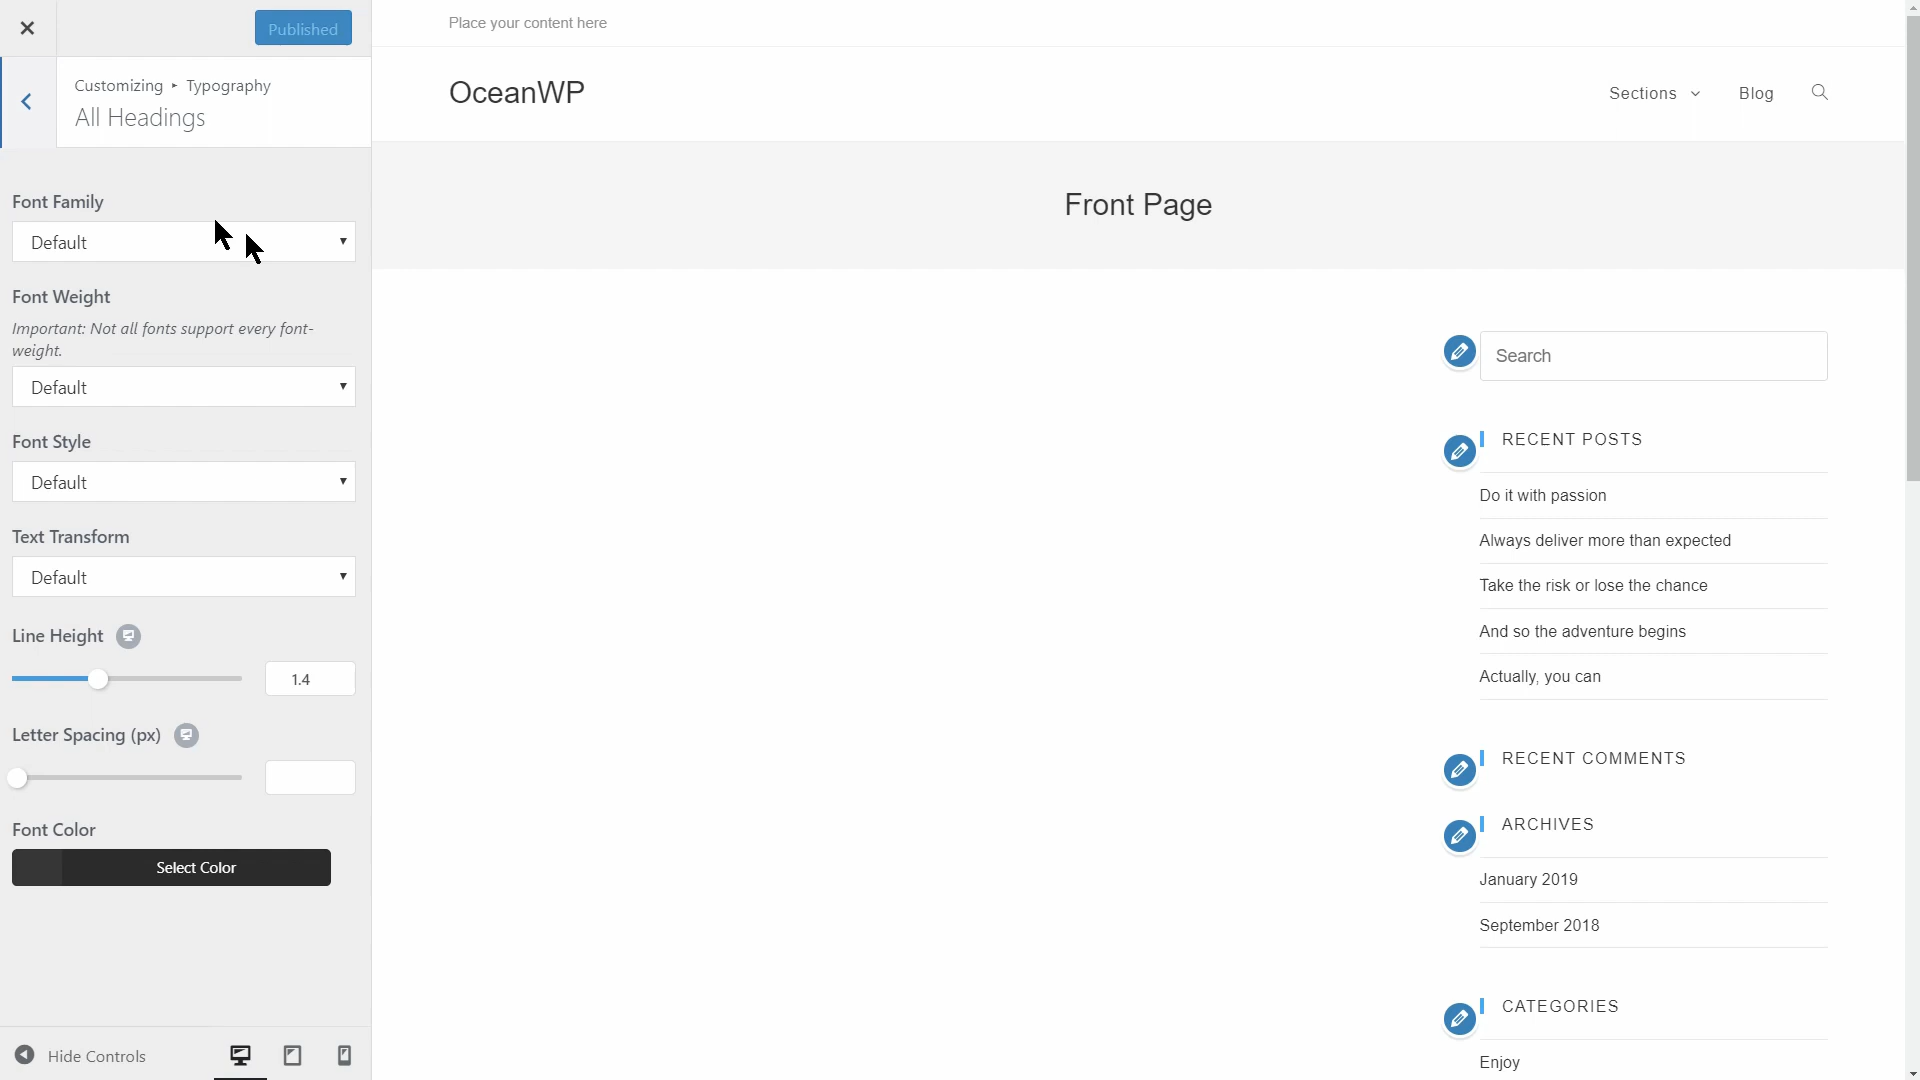 Published
Customizing ▸ Typography
All Headings
Font Family
Default
Font Weight
Important: Not all fonts support every font-
weight.
Default
Font Style
Default
Text Transform
Default
Line Height
1.4
Letter Spacing (px)
Font Color
Select Color
Hide Controls
Place your content here
OceanWP
Sections
Blog
Front Page
Search
RECENT POSTS
Do it with passion
Always deliver more than expected
Take the risk or lose the chance
And so the adventure begins
Actually, you can
RECENT COMMENTS
ARCHIVES
January 2019
September 2018
CATEGORIES
Enjoy